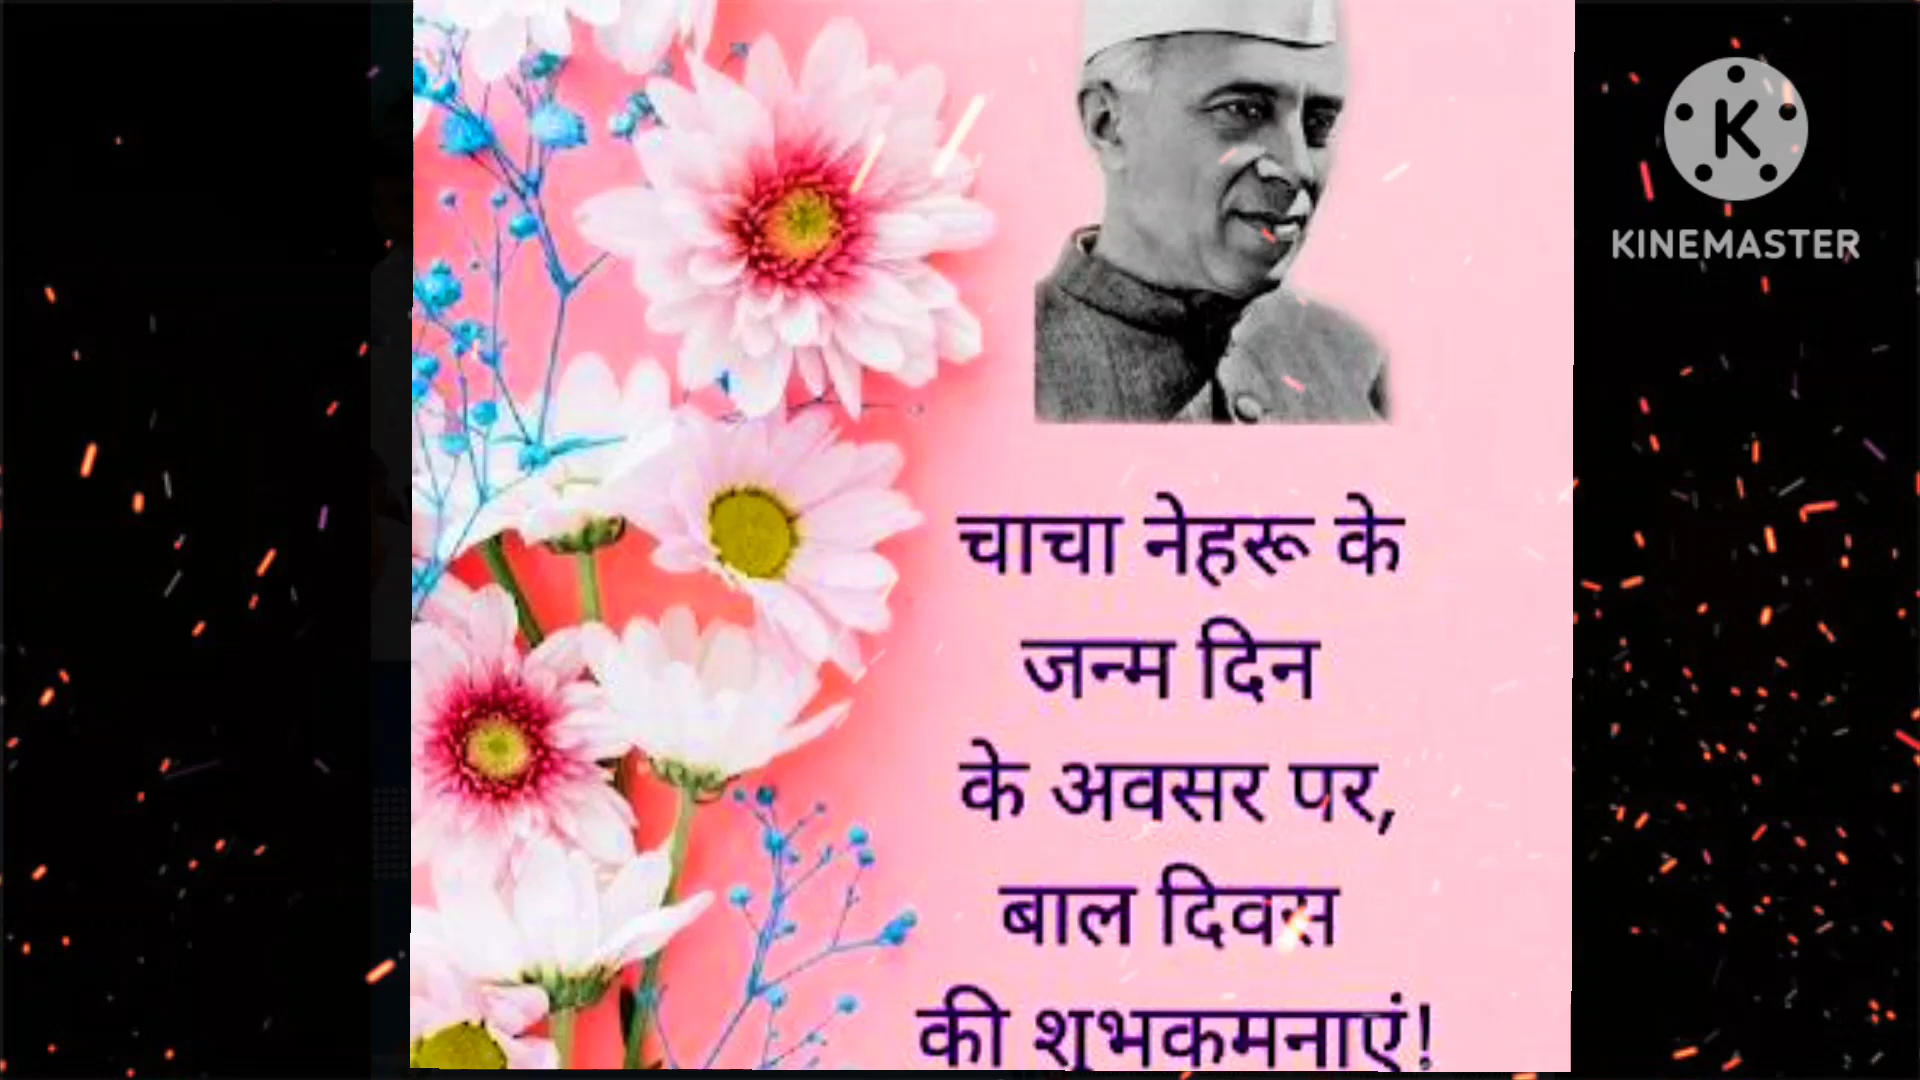 KINEMASTER
चाचा नेहरू के
जन्म दिन
के अवसर पर,
बाल दिवस
की शुभकमनाएं!